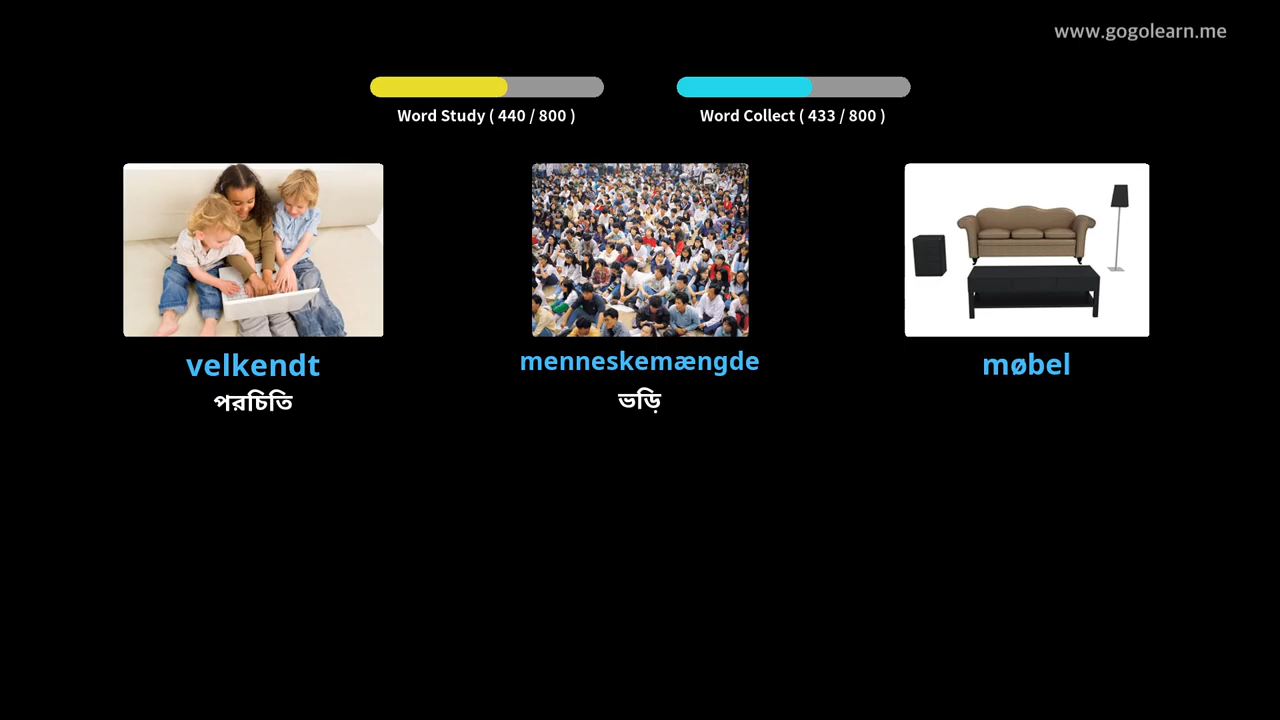 www.gogolearn.me
Word Study ( 440 / 800 )
Word Collect ( 433 / 800 )
velkendt
পরিচিতি
menneskemængde
ভিড়
møbel